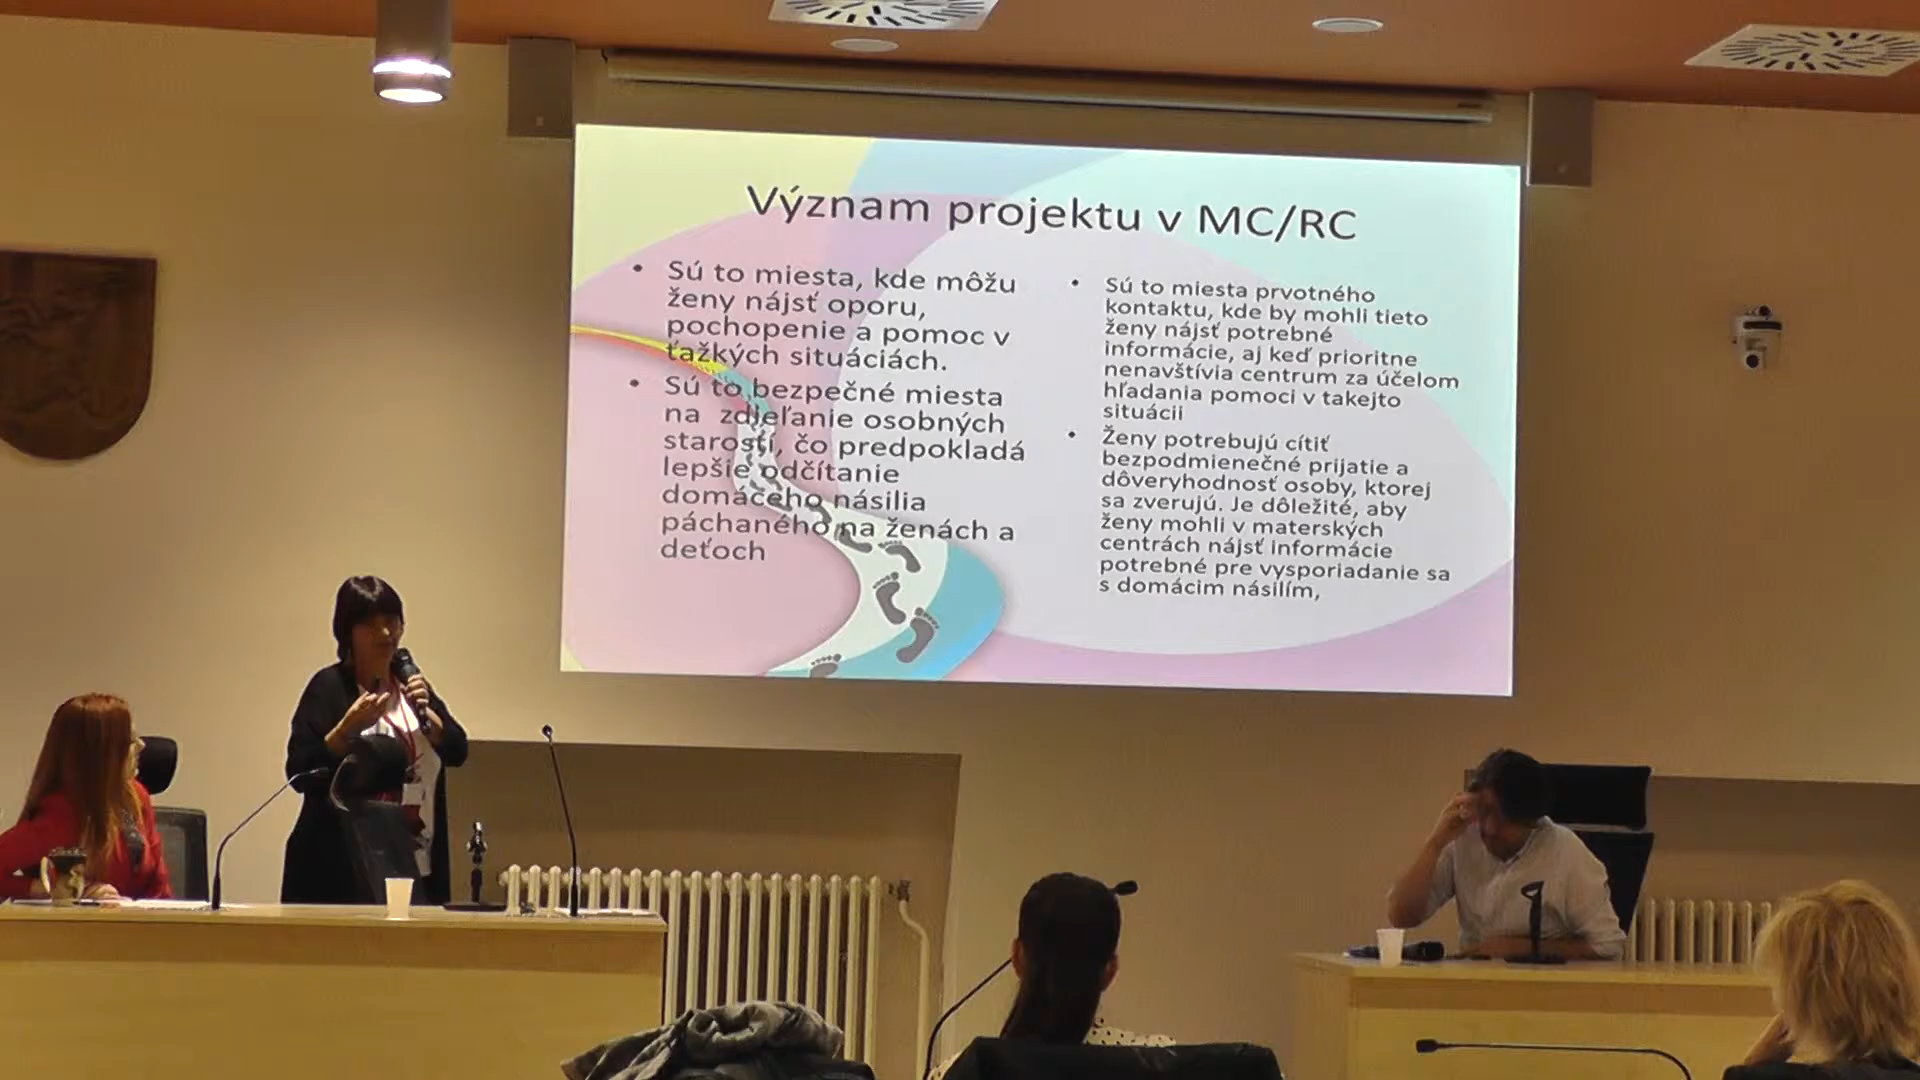 Význam projektu v MC/RC
• Sú to miesta, kde môžu
ženy nájsť oporu,
pochopenie a pomoc v
ťažkých situáciách.
• Sú to bezpečné miesta
na zdieľanie osobných
starostí, čo predpokladá
lepšie odčítanie
domáceho násilia
páchaného na ženách a
deťoch
• Sú to miesta prvotného
kontaktu, kde by mohli tieto
ženy nájsť potrebné
informácie, aj keď prioritne
nenavštívia centrum za účelom
hľadania pomoci v takejto
situácii
• Ženy potrebujú cítiť
bezpodmienečné prijatie a
dôveryhodnosť osoby, ktorej
sa zverujú. Je dôležité, aby
ženy mohli v materských
centrách nájsť informácie
potrebné pre vysporiadanie sa
s domácim násilím,